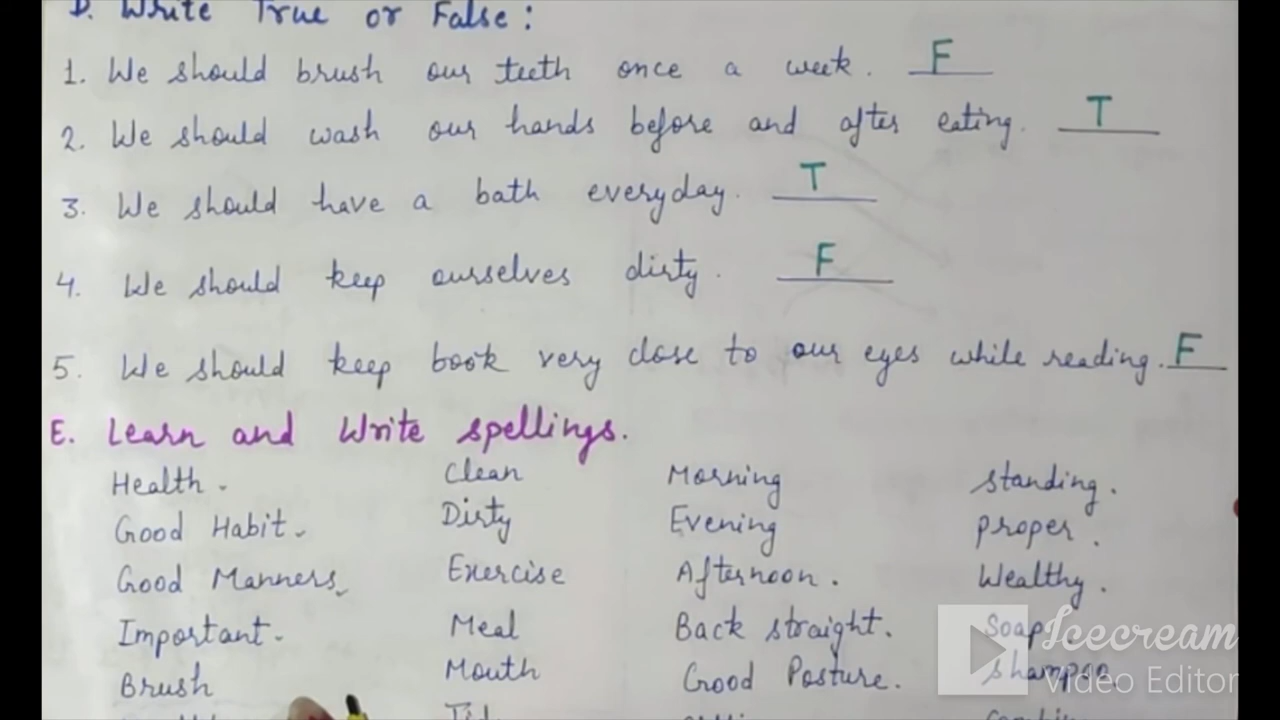 D. Write True or False:
1. We should brush our teeth once a week. F
2. We should wash our hands before and after eating. T
3. We should have a bath everyday. T
4. We should keep ourselves dirty. F
5. We should keep book very close to our eyes while reading. F
E. Learn and Write spellings.
Health. Clean Morning standing.
Good Habit. Dirty Evening proper.
Good Manners. Exercise Afternoon. Wealthy.
Important. Meal Back straight. Soap
Brush Mouth Good Posture. Shampoo.
Icecream
Video Editor